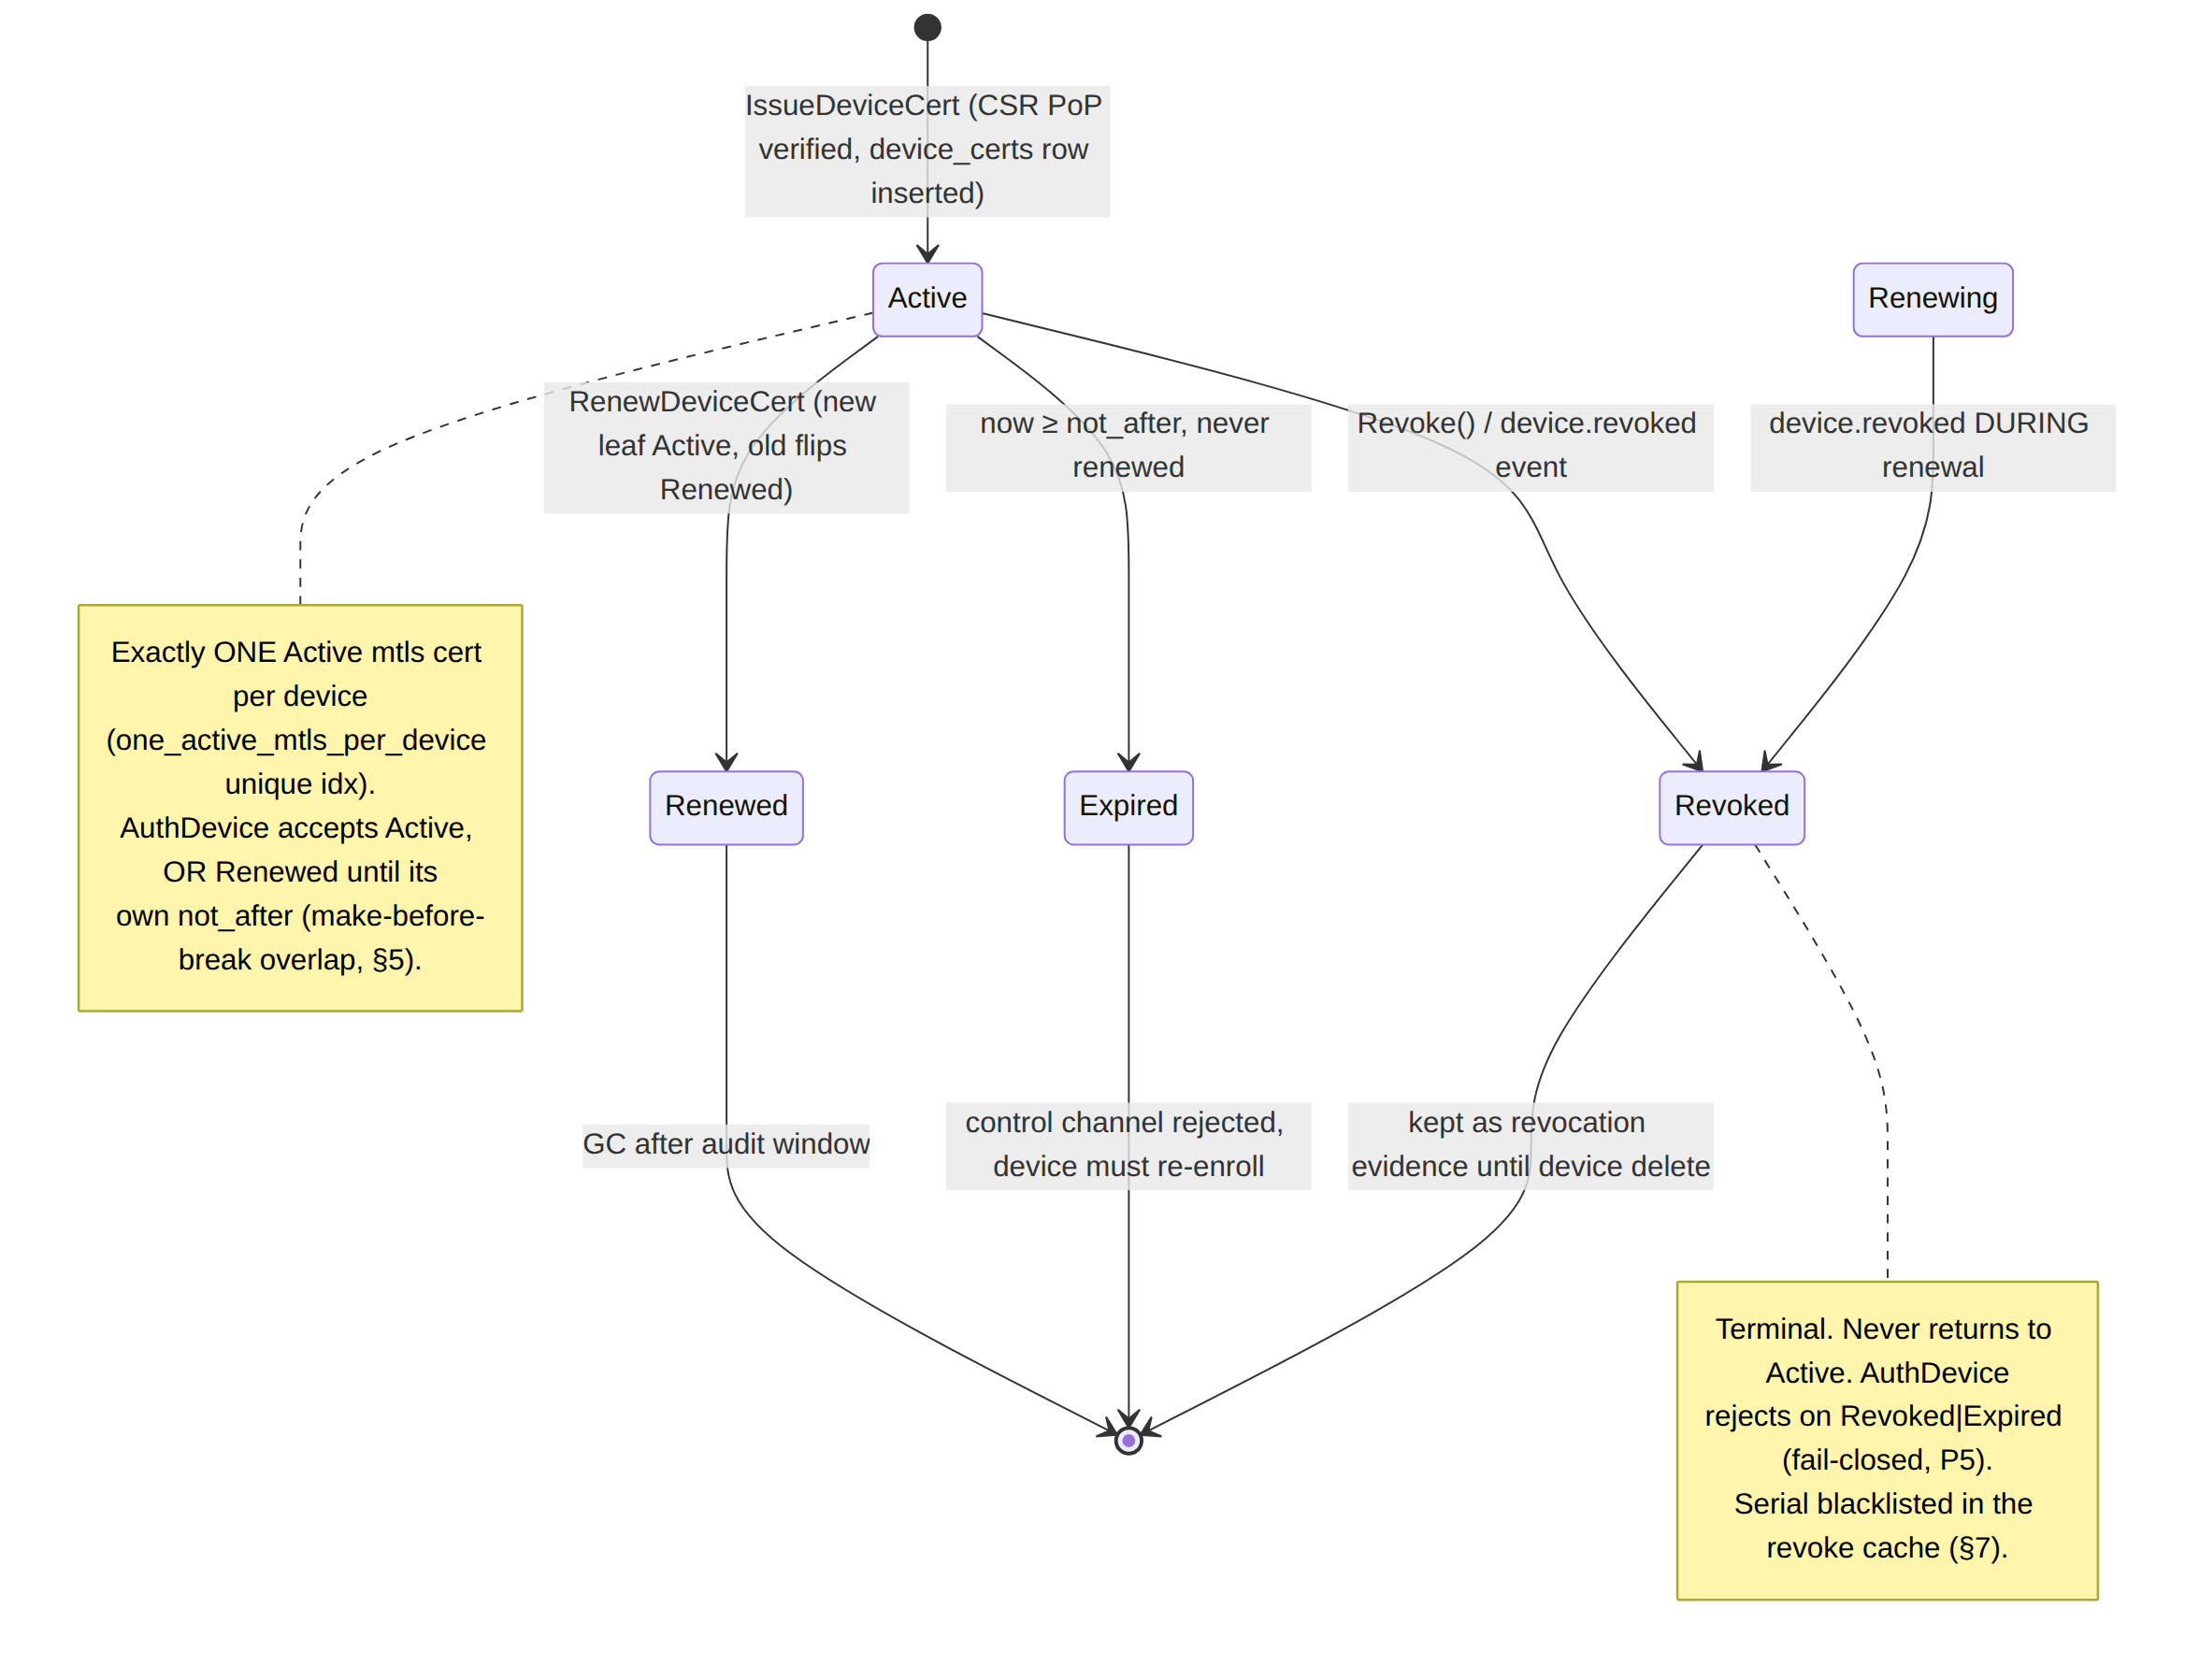 IssueDeviceCert (CSR PoP
verified, device_certs row
inserted)
Active
Renewing
RenewDeviceCert (new
leaf Active, old flips
Renewed)
now ≥ not_after, never
renewed
Revoke() / device.revoked
event
device.revoked DURING
renewal
Exactly ONE Active mtls cert
per device
(one_active_mtls_per_device
unique idx).
AuthDevice accepts Active,
OR Renewed until its
own not_after (make-before-
break overlap, §5).
Renewed
Expired
Revoked
GC after audit window
control channel rejected,
device must re-enroll
kept as revocation
evidence until device delete
Terminal. Never returns to
Active. AuthDevice
rejects on Revoked|Expired
(fail-closed, P5).
Serial blacklisted in the
revoke cache (§7).